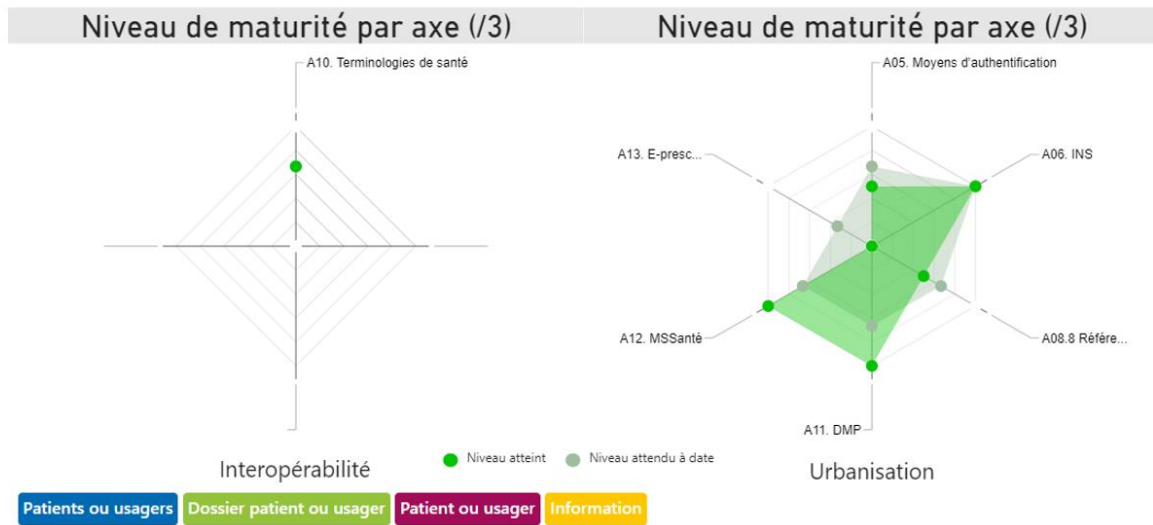 Niveau de maturité par axe (/3)
Niveau de maturité par axe (/3)
A10. Terminologies de santé
A05. Moyens d'authentification
A13. E-presc...
A06. INS
A12. MSSanté
A08.8 Référe...
A11. DMP
Niveau atteint
Niveau attendu à date
Interopérabilité
Urbanisation
Patients ou usagers
Dossier patient ou usager
Patient ou usager
Information